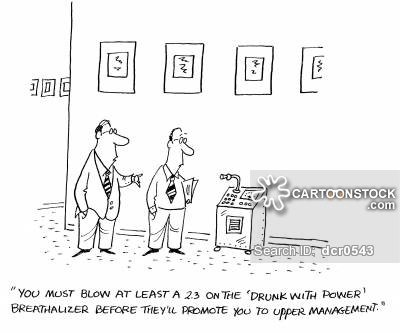 CARTOONSTOCK
.com
Search ID: dcr0543
"YOU MUST BLOW AT LEAST A 23 ON THE 'DRUNK WITH POWER'
BREATHALIZER BEFORE THEY'LL PROMOTE YOU TO UPPER MANAGEMENT."